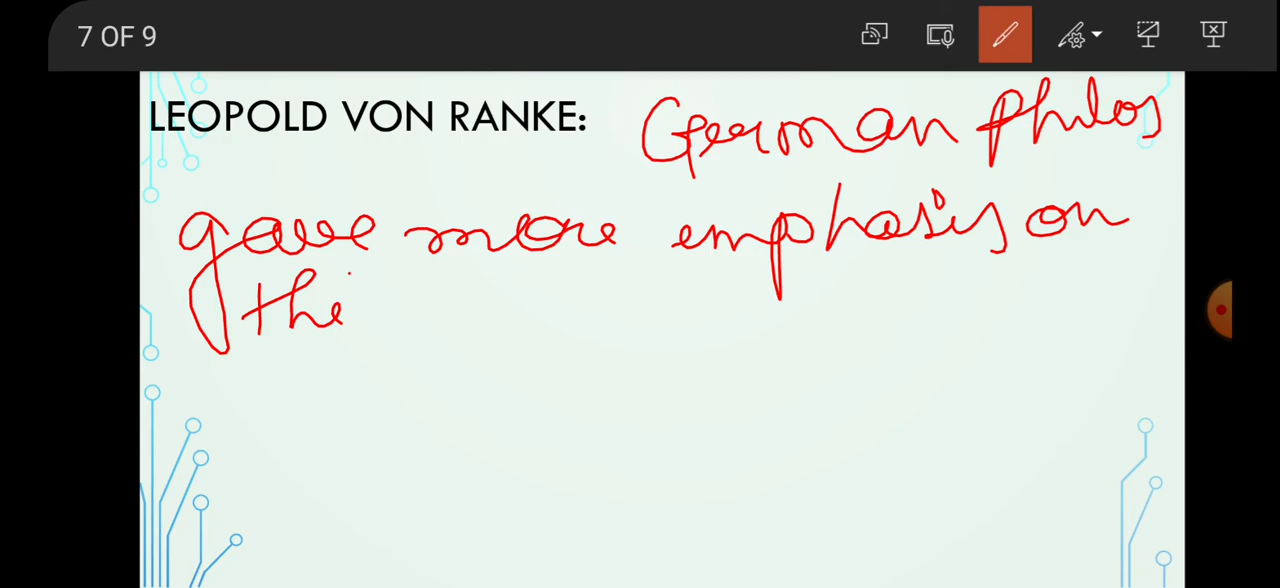 7 OF 9
LEOPOLD VON RANKE: German Philos
gave more emphasis on
the